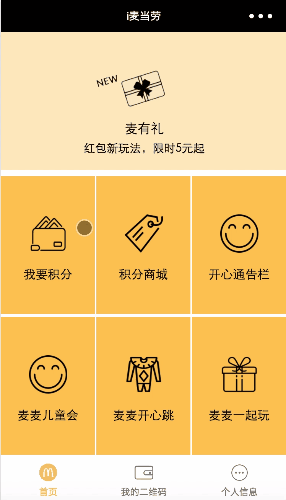 i麦当劳
NEW
麦有礼
红包新玩法，限时5元起
我要积分
积分商城
开心通告栏
麦麦儿童会
麦麦开心跳
麦麦一起玩
首页
我的二维码
个人信息